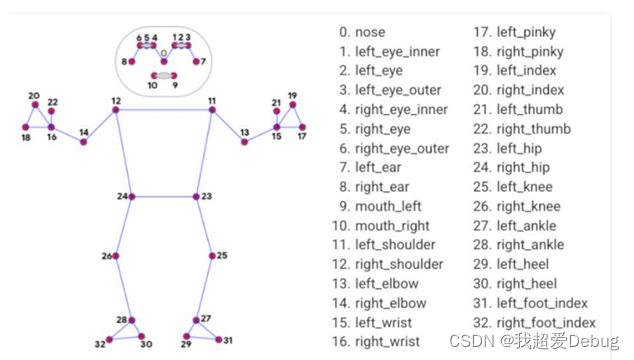 6 5 4 1 2 3
0
8 7
10 9
20 22 12 11 21 19
18 16 14 13 15 17
24 23
26 25
28 27
32 30 29 31
0. nose
1. left_eye_inner
2. left_eye
3. left_eye_outer
4. right_eye_inner
5. right_eye
6. right_eye_outer
7. left_ear
8. right_ear
9. mouth_left
10. mouth_right
11. left_shoulder
12. right_shoulder
13. left_elbow
14. right_elbow
15. left_wrist
16. right_wrist
17. left_pinky
18. right_pinky
19. left_index
20. right_index
21. left_thumb
22. right_thumb
23. left_hip
24. right_hip
25. left_knee
26. right_knee
27. left_ankle
28. right_ankle
29. left_heel
30. right_heel
31. left_foot_index
32. right_foot_index
CSDN @我超爱Debug